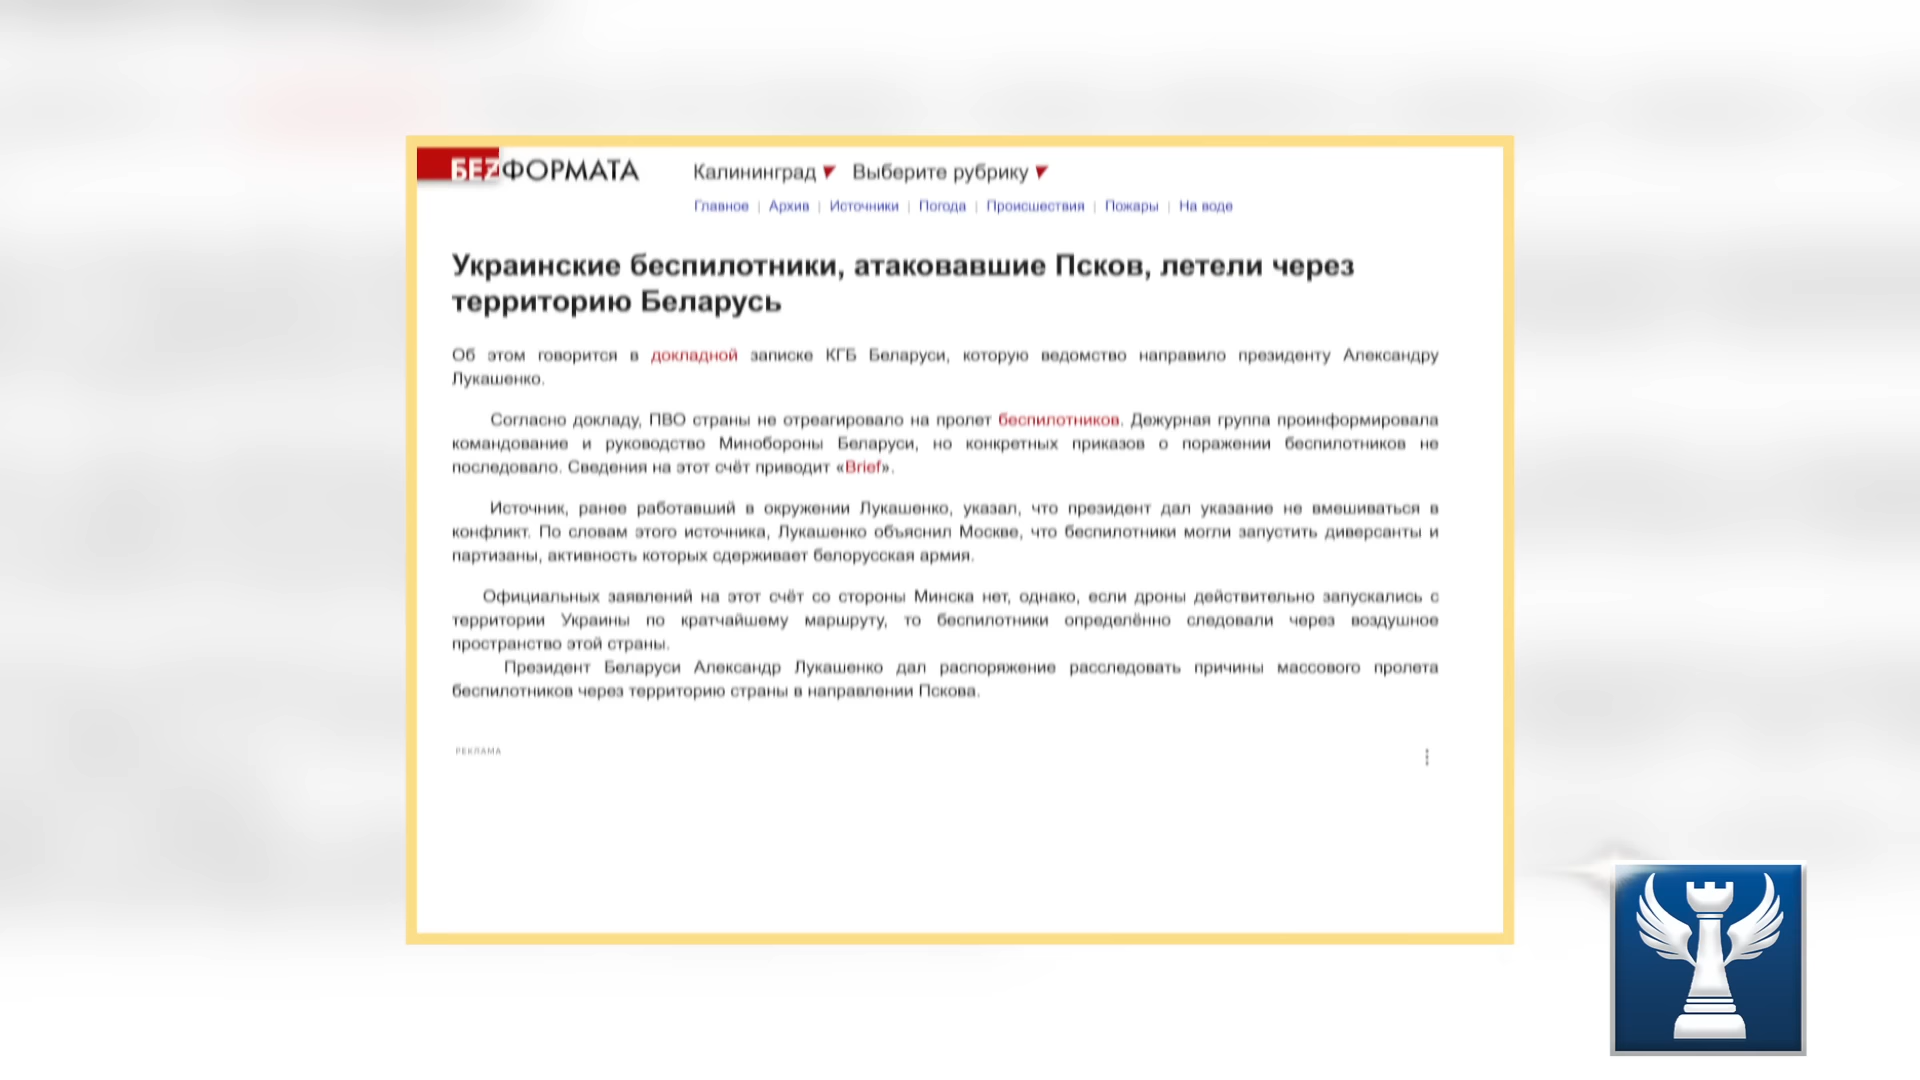 БЕZФОРМАТА
Калининград Выберите рубрику
Главное | Архив | Источники | Погода | Происшествия | Пожары | На воде
Украинские беспилотники, атаковавшие Псков, летели через
территорию Беларусь
Об этом говорится в докладной записке КГБ Беларуси, которую ведомство направило президенту Александру
Лукашенко.
Согласно докладу, ПВО страны не отреагировало на пролет беспилотников. Дежурная группа проинформировала
командование и руководство Минобороны Беларуси, но конкретных приказов о поражении беспилотников не
последовало. Сведения на этот счёт приводит «Brief».
Источник, ранее работавший в окружении Лукашенко, указал, что президент дал указание не вмешиваться в
конфликт. По словам этого источника, Лукашенко объяснил Москве, что беспилотники могли запустить диверсанты и
партизаны, активность которых сдерживает белорусская армия.
Официальных заявлений на этот счёт со стороны Минска нет, однако, если дроны действительно запускались с
территории Украины по кратчайшему маршруту, то беспилотники определённо следовали через воздушное
пространство этой страны.
Президент Беларуси Александр Лукашенко дал распоряжение расследовать причины массового пролета
беспилотников через территорию страны в направлении Пскова.
РЕКЛАМА